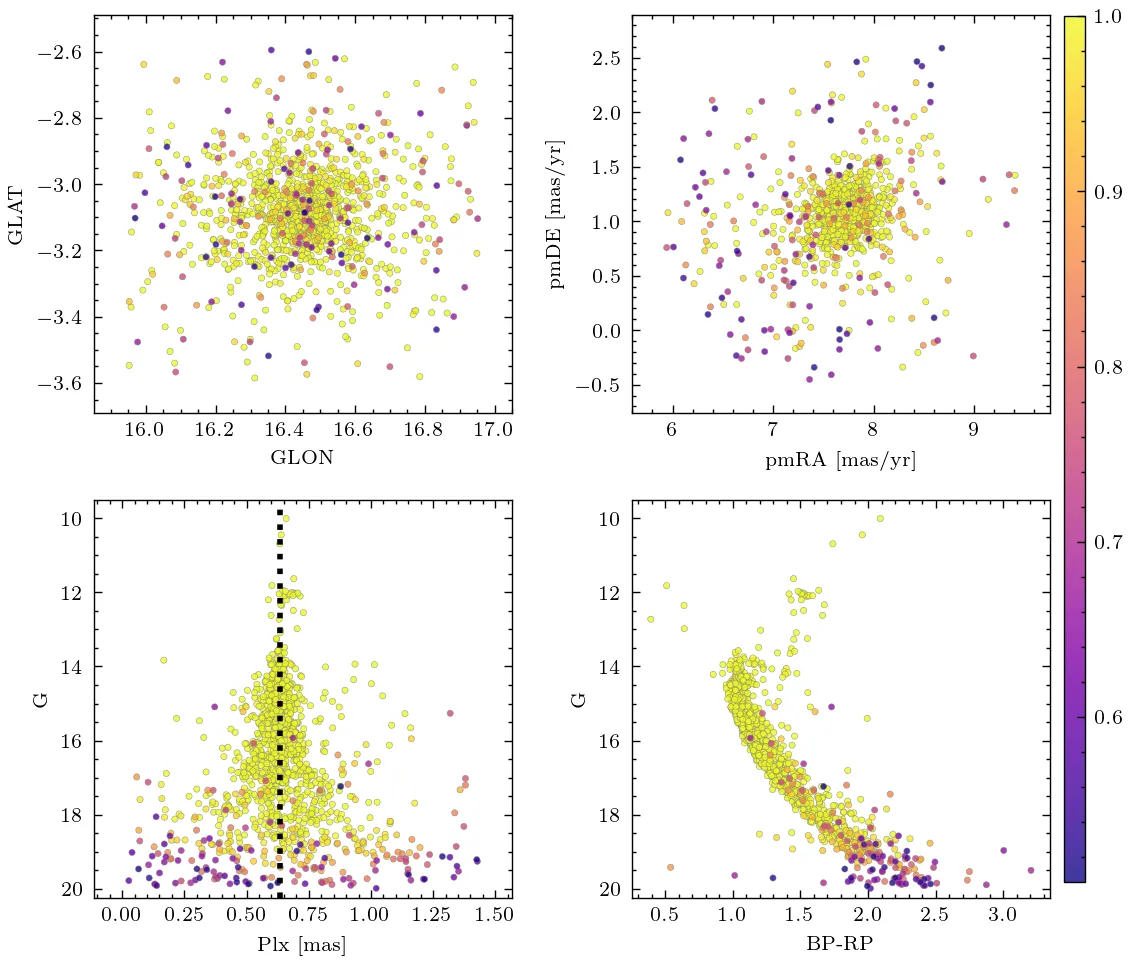 −2.6
−2.8
−3.0
−3.2
−3.4
−3.6
GLAT
16.0 16.2 16.4 16.6 16.8 17.0
GLON
2.5
2.0
1.5
1.0
0.5
0.0
−0.5
pmDE [mas/yr]
6 7 8 9
pmRA [mas/yr]
1.0
0.9
0.8
0.7
0.6
10
12
14
16
18
20
G
0.00 0.25 0.50 0.75 1.00 1.25 1.50
Plx [mas]
10
12
14
16
18
20
G
0.5 1.0 1.5 2.0 2.5 3.0
BP-RP